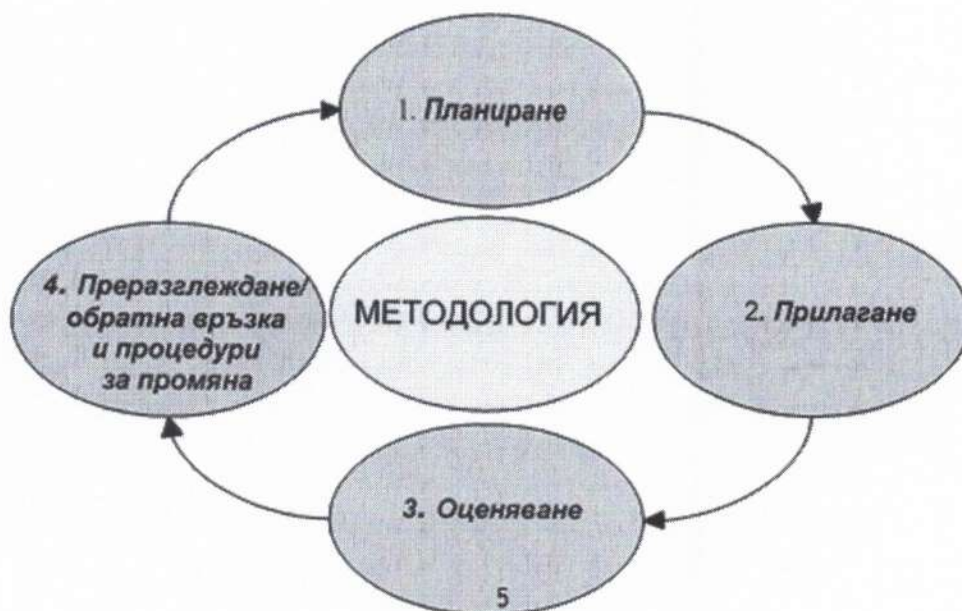 1. Планиране
2. Прилагане
3. Оценяване
4. Преразглеждане/
обратна връзка
и процедури
за промяна
МЕТОДОЛОГИЯ
5